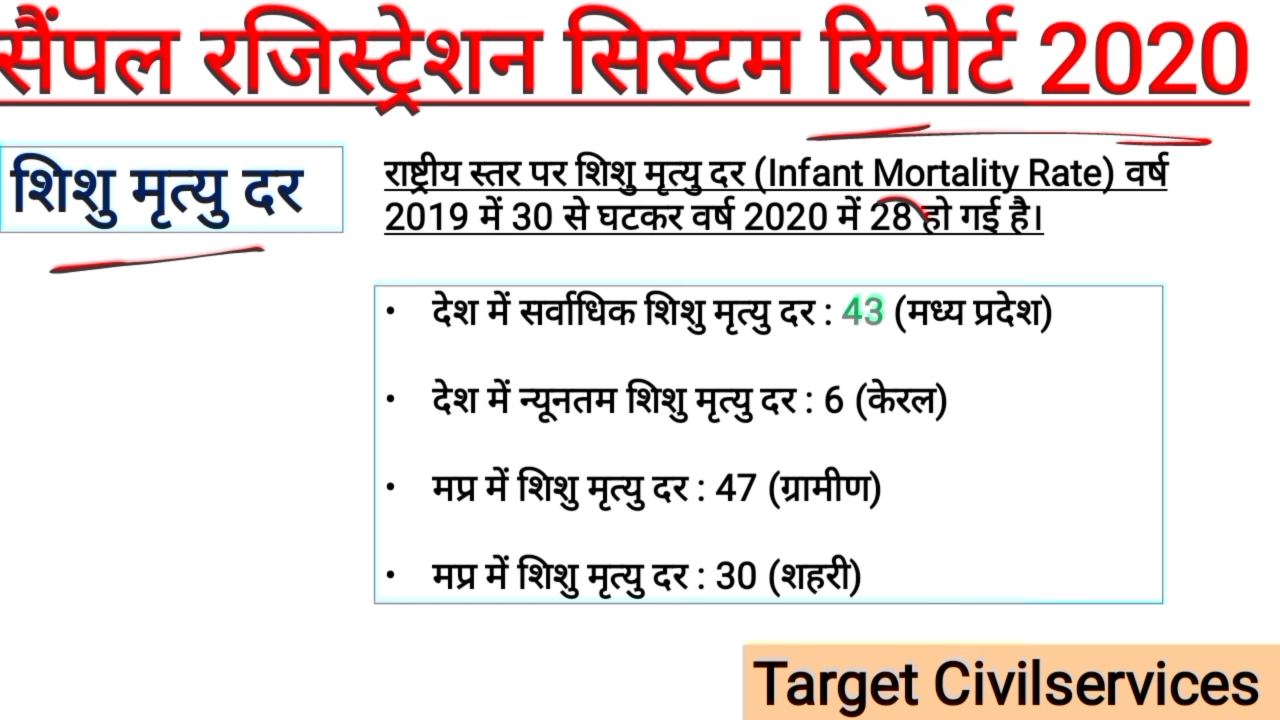 सैंपल रजिस्ट्रेशन सिस्टम रिपोर्ट 2020
शिशु मृत्यु दर
राष्ट्रीय स्तर पर शिशु मृत्यु दर (Infant Mortality Rate) वर्ष
2019 में 30 से घटकर वर्ष 2020 में 28 हो गई है।
• देश में सर्वाधिक शिशु मृत्यु दर : 43 (मध्य प्रदेश)
• देश में न्यूनतम शिशु मृत्यु दर : 6 (केरल)
• मप्र में शिशु मृत्यु दर : 47 (ग्रामीण)
• मप्र में शिशु मृत्यु दर : 30 (शहरी)
Target Civilservices